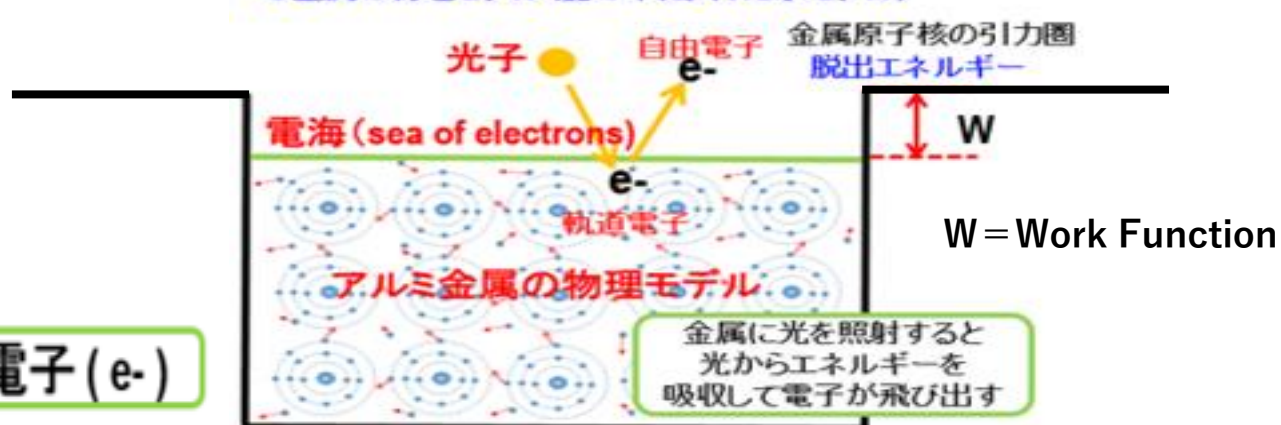 光子
自由電子
e-
金属原子核の引力圏
脱出エネルギー
電海(sea of electrons)
W
e-
軌道電子
W=Work Function
アルミ金属の物理モデル
金属に光を照射すると
光からエネルギーを
吸収して電子が飛び出す
電子( e- )